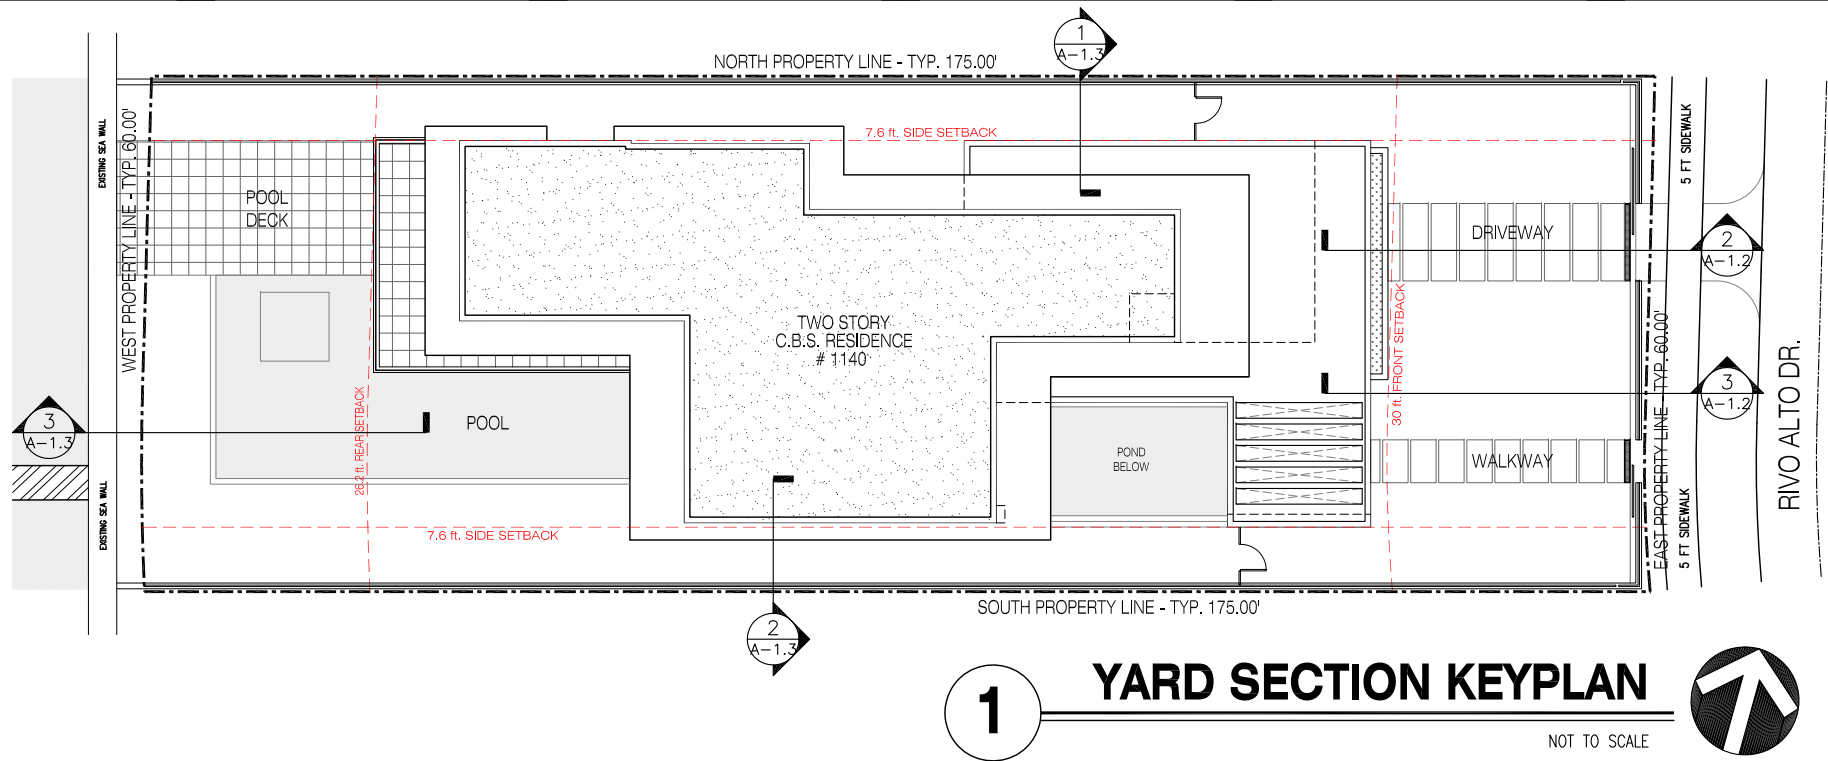 1
A-1.3
NORTH PROPERTY LINE - TYP. 175.00'
EXISTING SEA WALL
WEST PROPERTY LINE - TYP. 60.00'
7.6 ft. SIDE SETBACK
5 FT SIDEWALK
POOL
DECK
DRIVEWAY
2
A-1.2
TWO STORY
C.B.S. RESIDENCE
# 1140
30 ft. FRONT SETBACK
EAST PROPERTY LINE - TYP. 60.00'
3
A-1.2
RIVO ALTO DR.
3
A-1.3
26.2 ft. REAR SETBACK
POOL
POND
BELOW
WALKWAY
EXISTING SEA WALL
7.6 ft. SIDE SETBACK
5 FT SIDEWALK
SOUTH PROPERTY LINE - TYP. 175.00'
2
A-1.3
1
YARD SECTION KEYPLAN
NOT TO SCALE